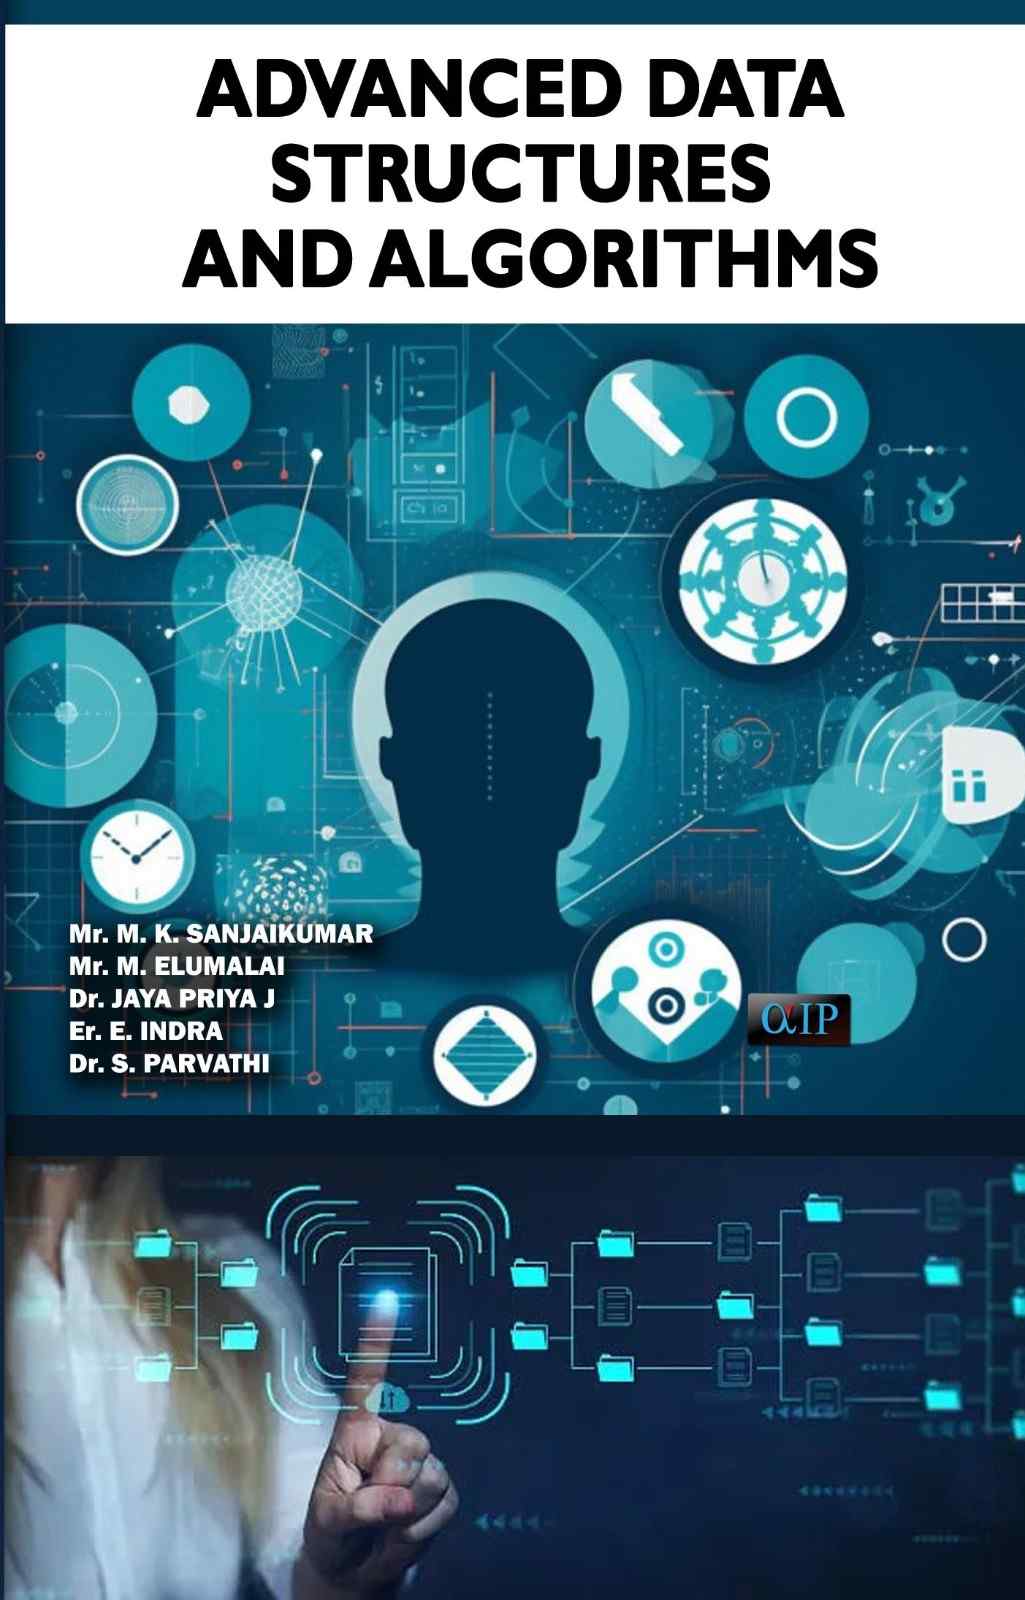 ADVANCED DATA
STRUCTURES
AND ALGORITHMS
Mr. M. K. SANJAIKUMAR
Mr. M. ELUMALAI
Dr. JAYA PRIYA J
Er. E. INDRA
Dr. S. PARVATHI
αIP